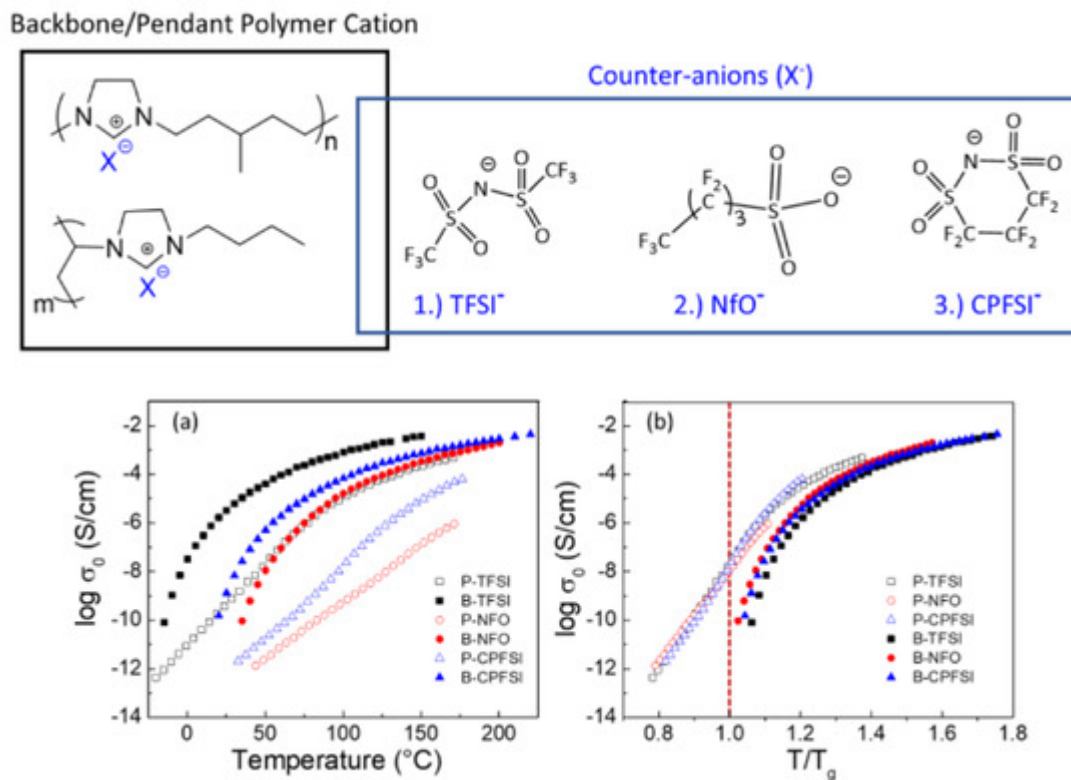 Backbone/Pendant Polymer Cation
Counter-anions (X⁻)
N ⊕ N n
X⊖
N ⊕ N
X⊖
m
O O ⊖ N S CF₃ S O O F₃C
1.) TFSI⁻
F₂ O ⊖ C S O ( )₃ F₃C O
2.) NfO⁻
⊖ N S O O O S O CF₂ F₂C CF₂
3.) CPFSI⁻
(a)
log σ₀ (S/cm)
-2
-4
-6
-8
-10
-12
-14
0 50 100 150 200
Temperature (°C)
P-TFSI
B-TFSI
P-NFO
B-NFO
P-CPFSI
B-CPFSI
(b)
log σ₀ (S/cm)
-2
-4
-6
-8
-10
-12
-14
0.8 1.0 1.2 1.4 1.6 1.8
T/Tg
P-TFSI
P-NFO
P-CPFSI
B-TFSI
B-NFO
B-CPFSI